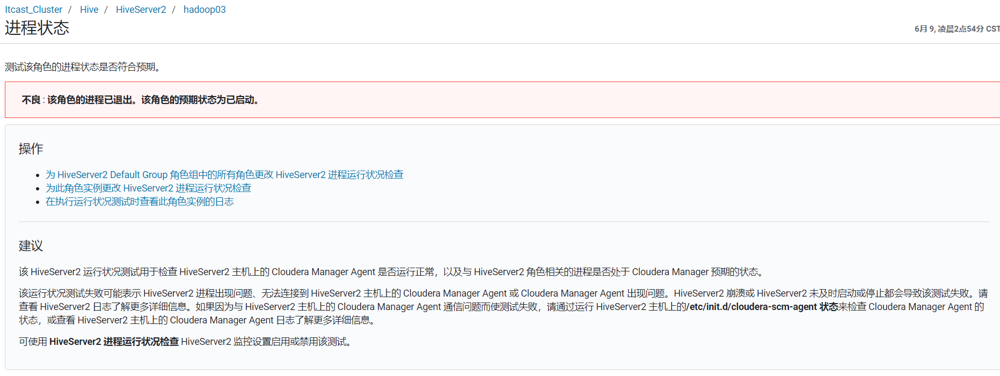 Itcast_Cluster / Hive / HiveServer2 / hadoop03
进程状态
6月 9, 凌晨2点54分 CST
测试该角色的进程状态是否符合预期。
不良 : 该角色的进程已退出。该角色的预期状态为已启动。
操作
• 为 HiveServer2 Default Group 角色组中的所有角色更改 HiveServer2 进程运行状况检查
• 为此角色实例更改 HiveServer2 进程运行状况检查
• 在执行运行状况测试时查看此角色实例的日志
建议
该 HiveServer2 运行状况测试用于检查 HiveServer2 主机上的 Cloudera Manager Agent 是否运行正常，以及与 HiveServer2 角色相关的进程是否处于 Cloudera Manager 预期的状态。
该运行状况测试失败可能表示 HiveServer2 进程出现问题、无法连接到 HiveServer2 主机上的 Cloudera Manager Agent 或 Cloudera Manager Agent 出现问题。HiveServer2 崩溃或 HiveServer2 未及时启动或停止都会导致该测试失败。请
查看 HiveServer2 日志了解更多详细信息。如果因为与 HiveServer2 主机上的 Cloudera Manager Agent 通信问题而使测试失败，请通过运行 HiveServer2 主机上的/etc/init.d/cloudera-scm-agent 状态来检查 Cloudera Manager Agent 的
状态，或查看 HiveServer2 主机上的 Cloudera Manager Agent 日志了解更多详细信息。
可使用 HiveServer2 进程运行状况检查 HiveServer2 监控设置启用或禁用该测试。